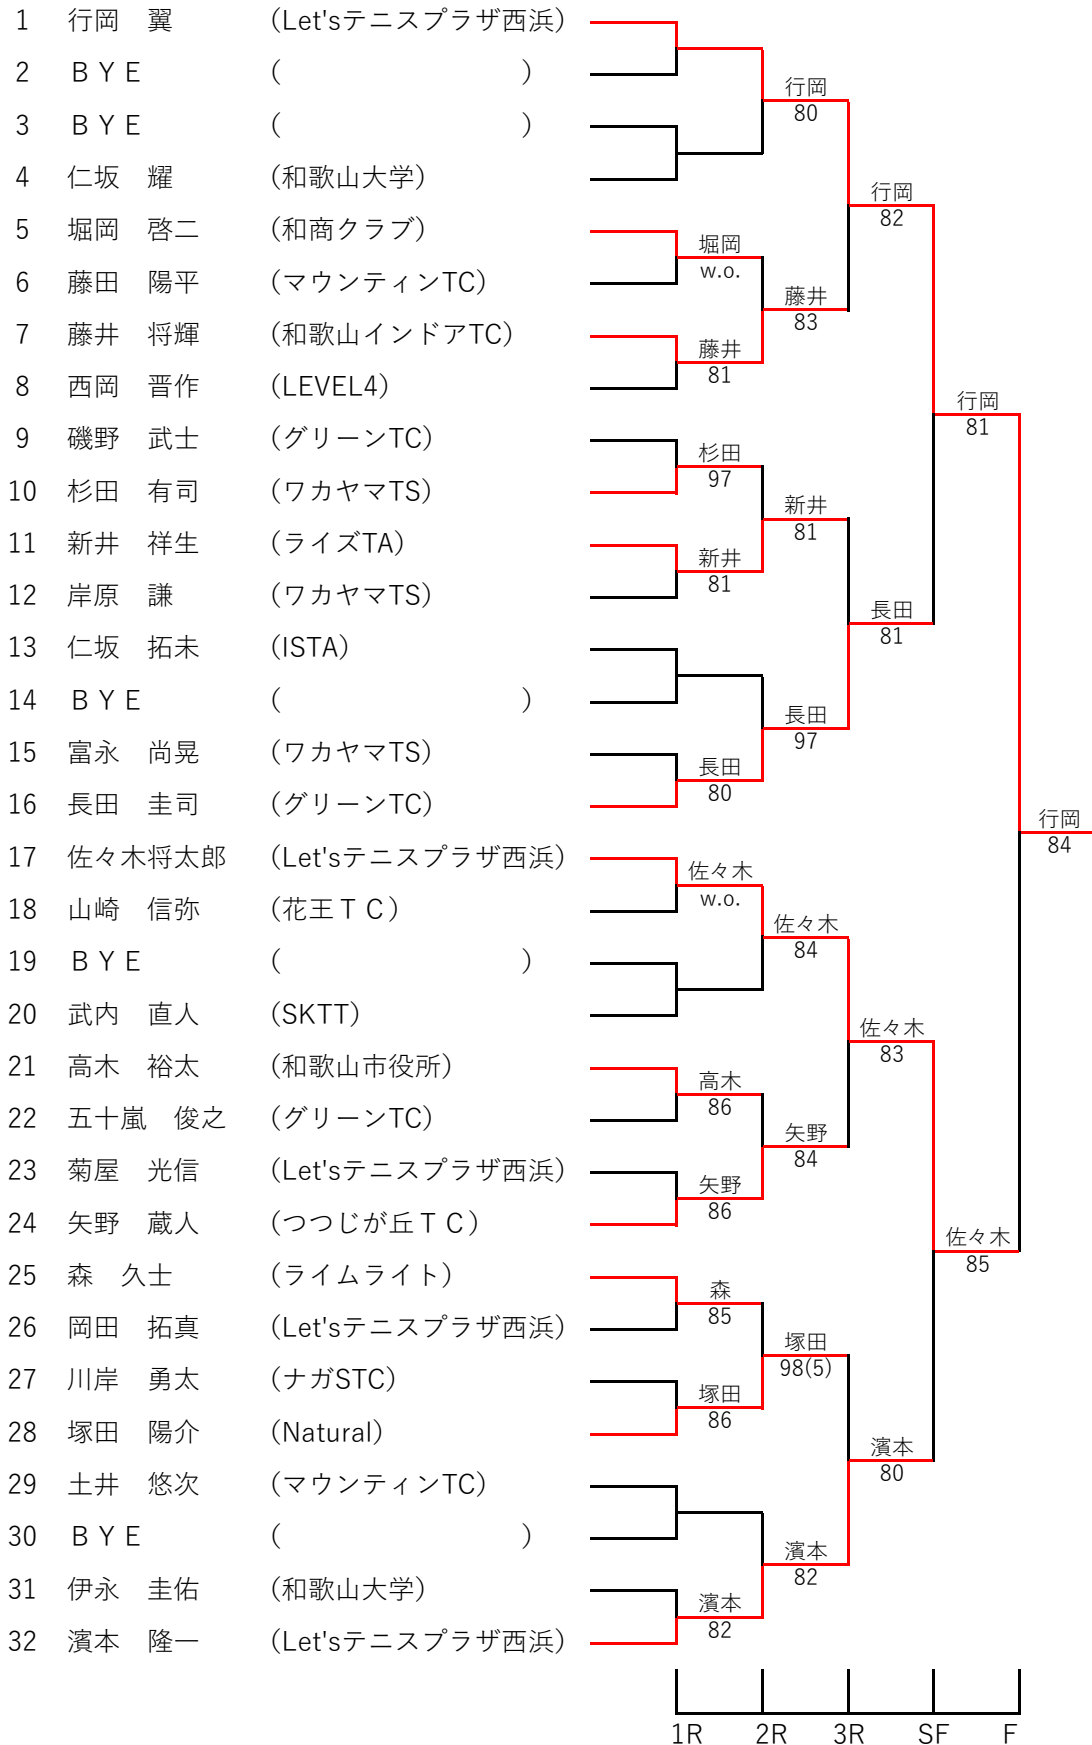 1 行岡 翼 (Let'sテニスプラザ西浜)
2 ＢＹＥ ( )
3 ＢＹＥ ( )
4 仁坂 耀 (和歌山大学)
5 堀岡 啓二 (和商クラブ)
6 藤田 陽平 (マウンティンTC)
7 藤井 将輝 (和歌山インドアTC)
8 西岡 晋作 (LEVEL4)
9 磯野 武士 (グリーンTC)
10 杉田 有司 (ワカヤマTS)
11 新井 祥生 (ライズTA)
12 岸原 謙 (ワカヤマTS)
13 仁坂 拓未 (ISTA)
14 ＢＹＥ ( )
15 富永 尚晃 (ワカヤマTS)
16 長田 圭司 (グリーンTC)
17 佐々木将太郎 (Let'sテニスプラザ西浜)
18 山崎 信弥 (花王ＴＣ)
19 ＢＹＥ ( )
20 武内 直人 (SKTT)
21 高木 裕太 (和歌山市役所)
22 五十嵐 俊之 (グリーンTC)
23 菊屋 光信 (Let'sテニスプラザ西浜)
24 矢野 蔵人 (つつじが丘ＴＣ)
25 森 久士 (ライムライト)
26 岡田 拓真 (Let'sテニスプラザ西浜)
27 川岸 勇太 (ナガSTC)
28 塚田 陽介 (Natural)
29 土井 悠次 (マウンティンTC)
30 ＢＹＥ ( )
31 伊永 圭佑 (和歌山大学)
32 濱本 隆一 (Let'sテニスプラザ西浜)
堀岡
w.o.
藤井
81
杉田
97
新井
81
長田
80
佐々木
w.o.
高木
86
矢野
86
森
85
塚田
86
濱本
82
行岡
80
藤井
83
新井
81
長田
97
佐々木
84
矢野
84
塚田
98(5)
濱本
82
行岡
82
長田
81
佐々木
83
濱本
80
行岡
81
佐々木
85
行岡
84
1R 2R 3R SF F